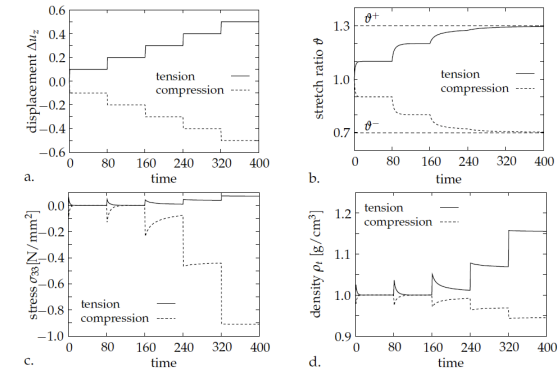 0.6
0.4
0.2
0.0
−0.2
−0.4
−0.6
displacement Δu_z
tension
compression
0 80 160 240 320 400
a. time
1.3
1.0
0.7
stretch ratio ϑ
ϑ+
tension
compression
ϑ−
0 80 160 240 320 400
b. time
0.0
−0.2
−0.4
−0.6
−0.8
−1.0
stress σ33[N/mm²]
tension
compression
0 80 160 240 320 400
c. time
1.2
1.1
1.0
0.9
density ρt [g/cm³]
tension
compression
0 80 160 240 320 400
d. time